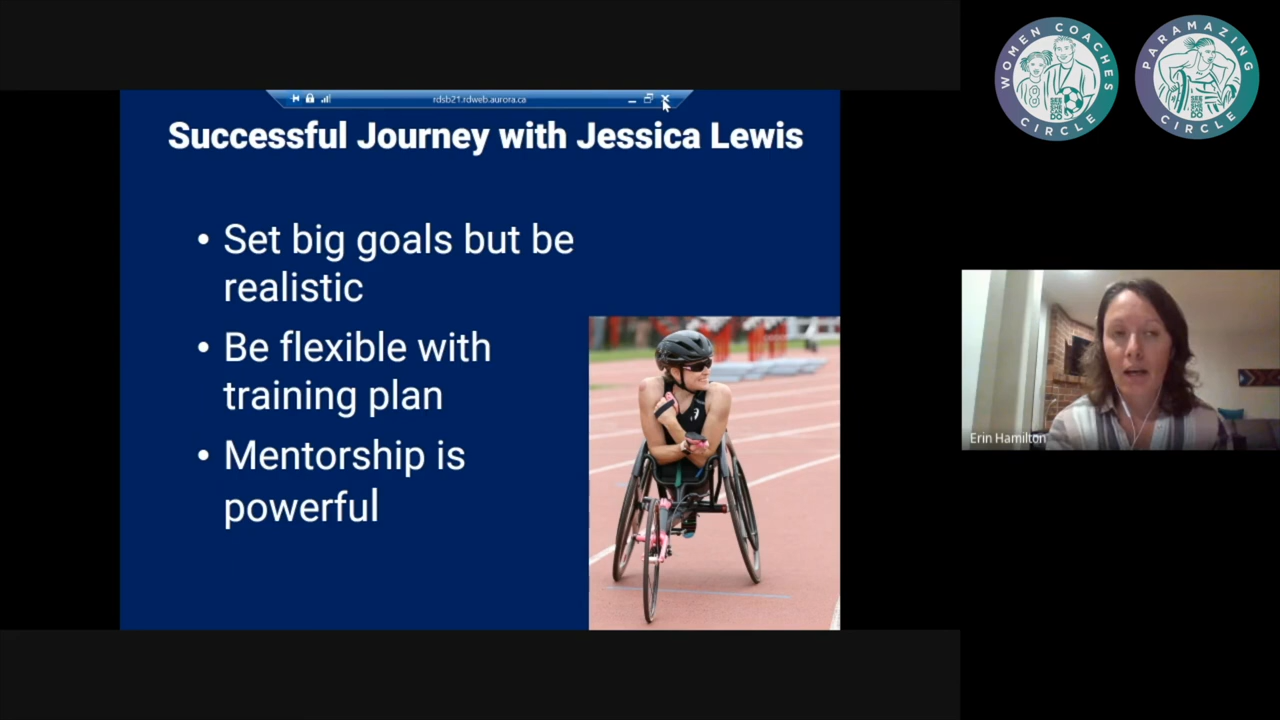 rdsb21.rdweb.aurora.ca
Successful Journey with Jessica Lewis
• Set big goals but be
realistic
• Be flexible with
training plan
• Mentorship is
powerful
WOMEN COACHES
CIRCLE
PARAMAZING
CIRCLE
Erin Hamilton